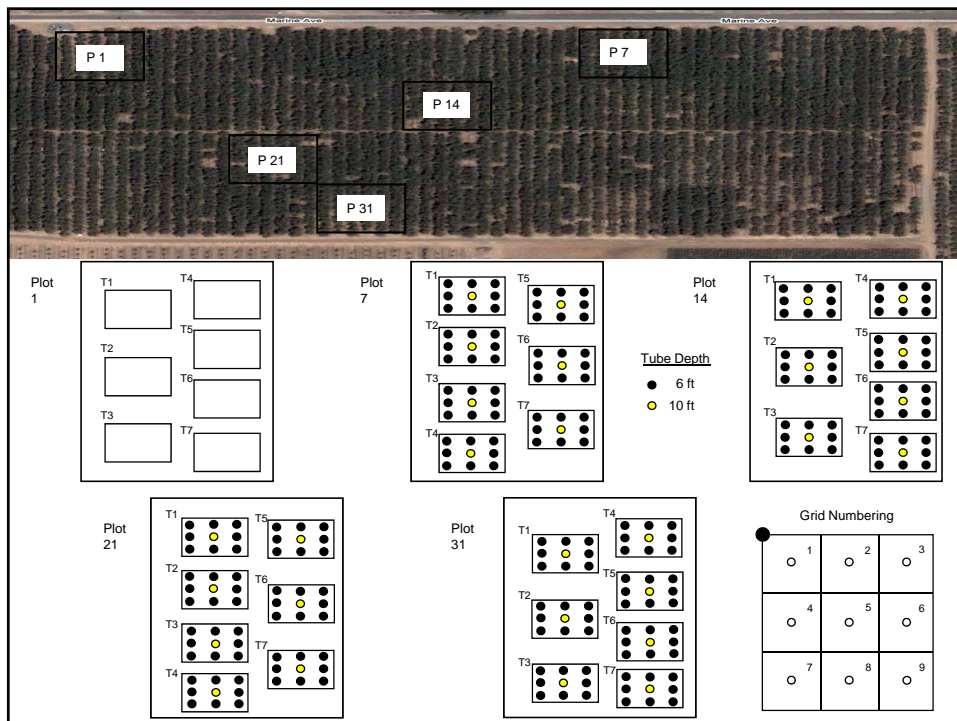 Marine Ave Marine Ave
P 1
P 7
P 14
P 21
P 31
Plot
1
T1
T2
T3
T4
T5
T6
T7
Plot
7
T1
T2
T3
T4
T5
T6
T7
Tube Depth
6 ft
10 ft
Plot
14
T1
T2
T3
T4
T5
T6
T7
Plot
21
T1
T2
T3
T4
T5
T6
T7
Plot
31
T1
T2
T3
T4
T5
T6
T7
Grid Numbering
1 2 3
4 5 6
7 8 9